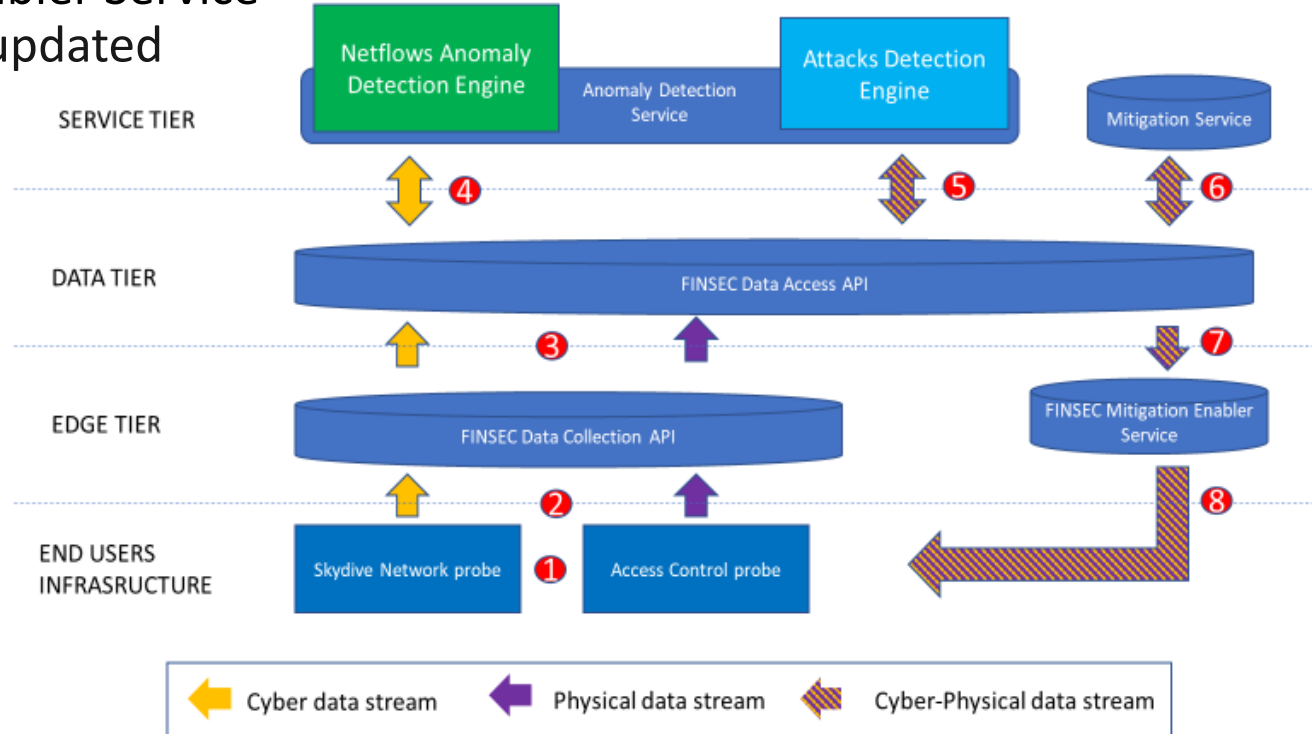 updated
Netflows Anomaly
Detection Engine
Anomaly Detection
Service
Attacks Detection
Engine
SERVICE TIER
Mitigation Service
4
5
6
DATA TIER
FINSEC Data Access API
3
7
EDGE TIER
FINSEC Data Collection API
FINSEC Mitigation Enabler
Service
2
8
END USERS
INFRASRUCTURE
Skydive Network probe
1
Access Control probe
Cyber data stream
Physical data stream
Cyber-Physical data stream